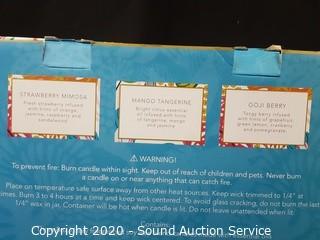 STRAWBERRY MIMOSA
Fresh strawberry infused
with hints of orange,
jasmine, raspberry and
sandalwood
MANGO TANGERINE
Bright citrus essential
oil infused with hints
of tangerine, mango
and jasmine
GOJI BERRY
Tangy berry infused
with hints of grapefruit,
green lemon, cranberry
and pomegranate
⚠ WARNING!
To prevent fire: Burn candle within sight. Keep out of reach of children and pets. Never burn
a candle on or near anything that can catch fire.
Place on temperature safe surface away from other heat sources. Keep wick trimmed to 1/4" at
times. Burn 3 to 4 hours at a time and keep wick centered. To avoid glass cracking, do not burn the last
1/4" wax in jar. Container will be hot when candle is lit. Do not leave unattended when lit.
Contains
Copyright 2020 - Sound Auction Service